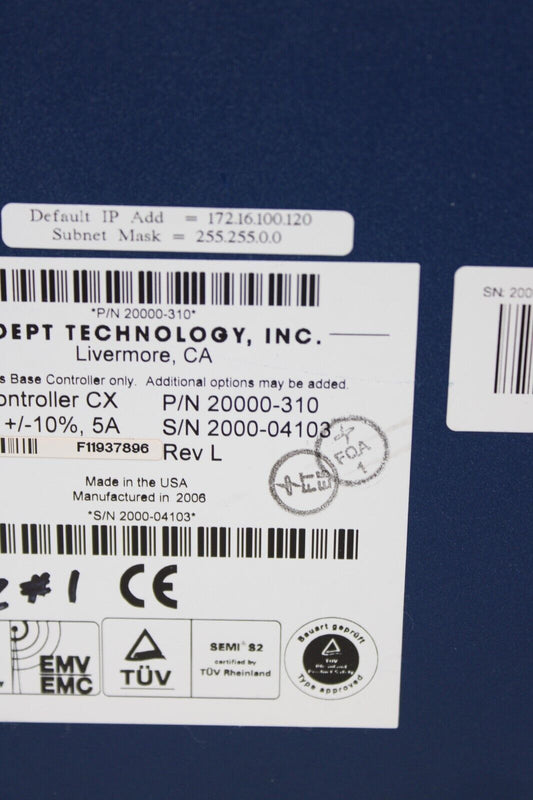 Default IP Add = 172.16.100.120
Subnet Mask = 255.255.0.0
*P/N 20000-310*
DEPT TECHNOLOGY, INC.
Livermore, CA
s Base Controller only. Additional options may be added.
ontroller CX P/N 20000-310
+/-10%, 5A S/N 2000-04103
F11937896 Rev L
FQA
1
Made in the USA
Manufactured in 2006
*S/N 2000-04103*
#1 CE
EMV
EMC
TÜV
SEMI S2
certified by
TÜV Rheinland
Bauart geprüft
TÜV
Type approved
SN: 200